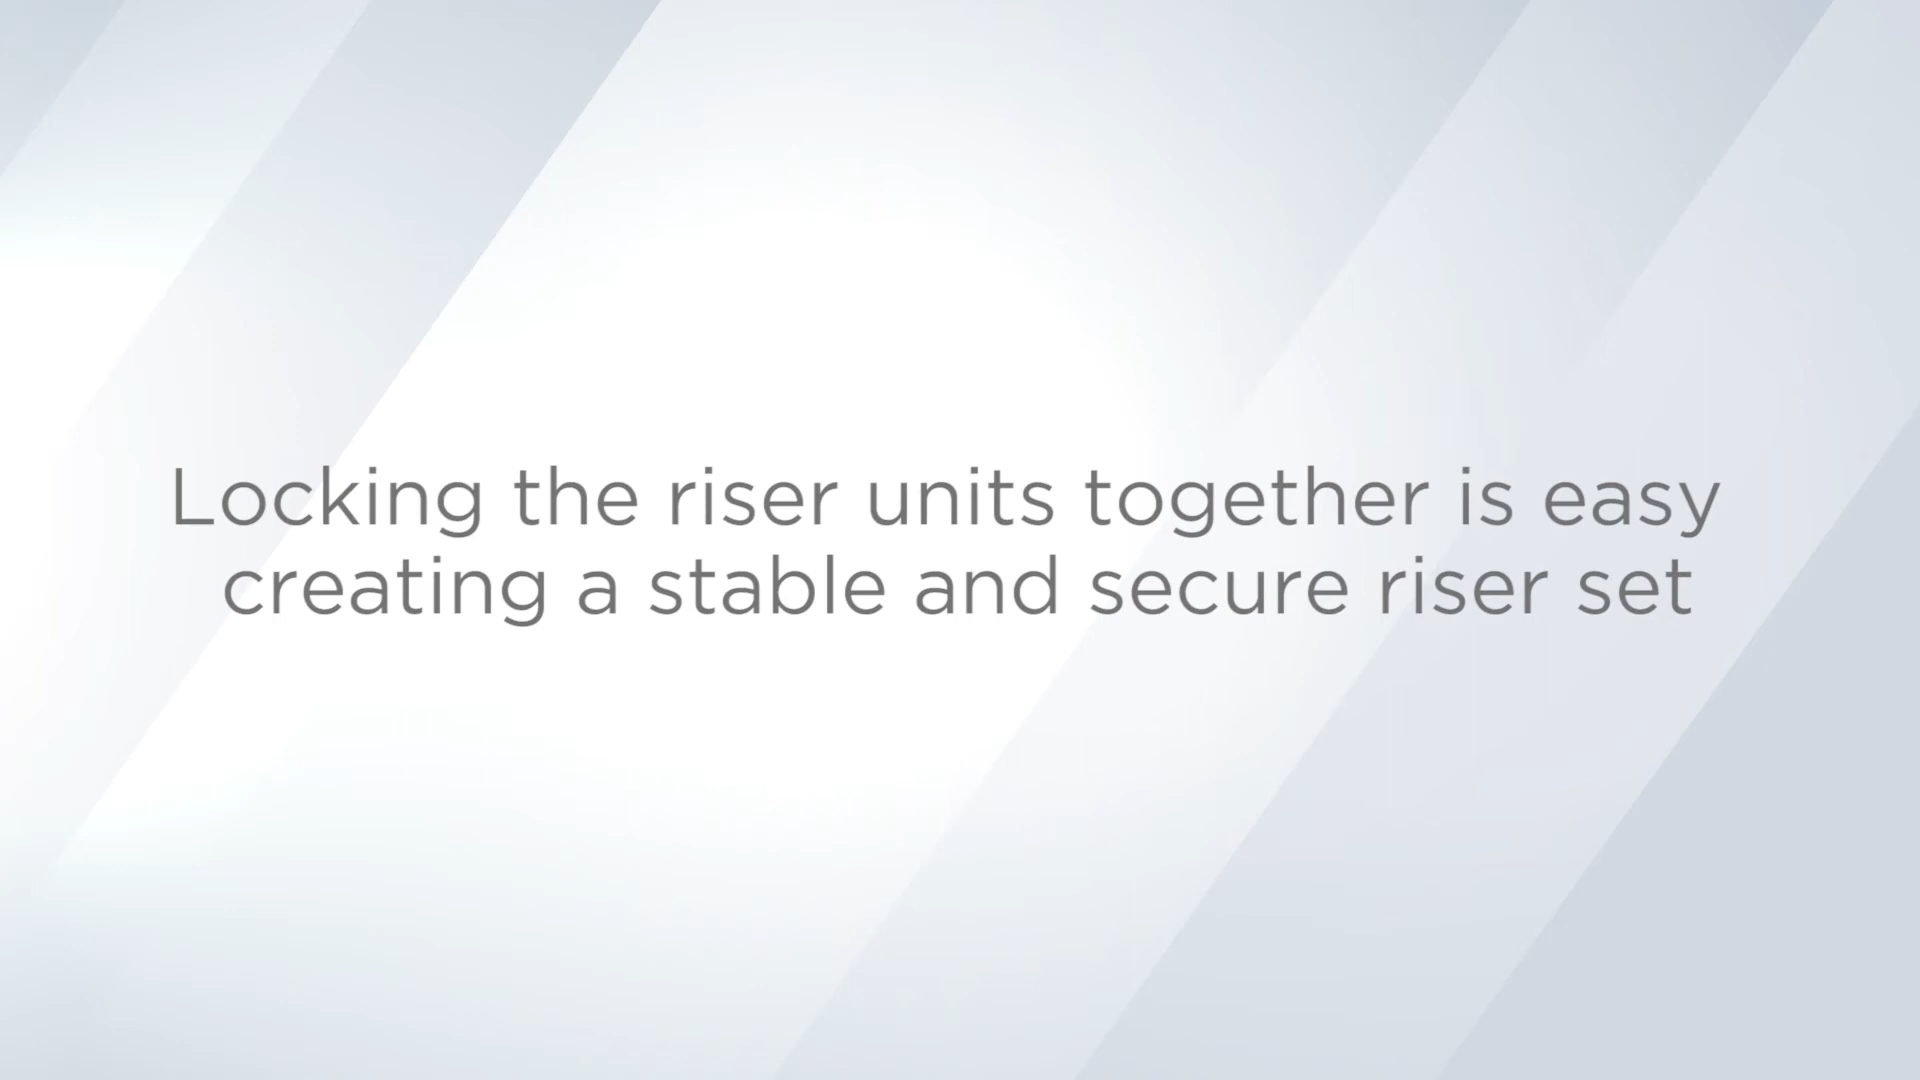 Locking the riser units together is easy
creating a stable and secure riser set